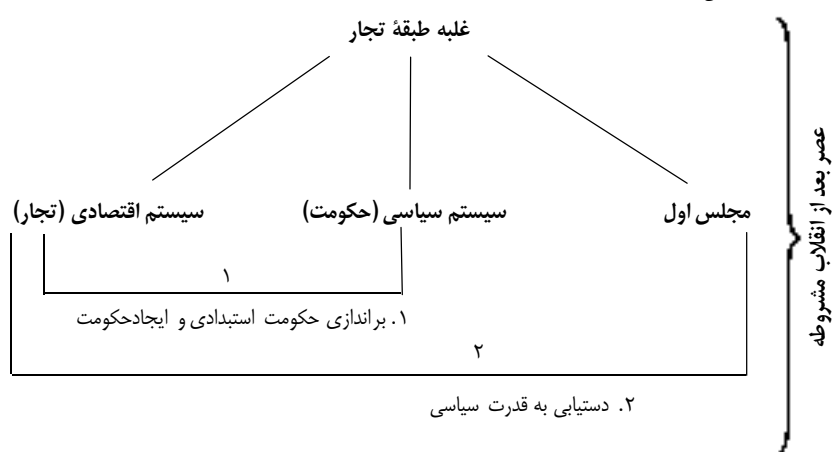 غلبه طبقهٔ تجار
مجلس اول
سیستم سیاسی (حکومت)
سیستم اقتصادی (تجار)
۱
۱. براندازی حکومت استبدادی و ایجادحکومت
۲
۲. دستیابی به قدرت سیاسی
عصر بعد از انقلاب مشروطه